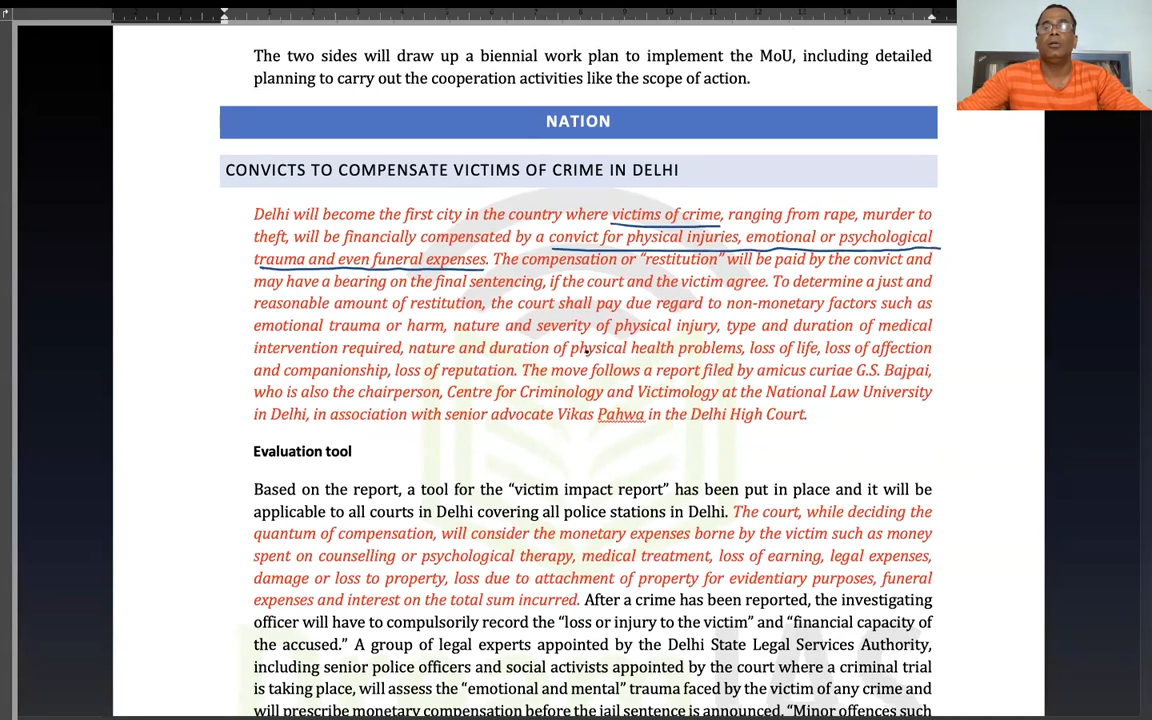 The two sides will draw up a biennial work plan to implement the MoU, including detailed
planning to carry out the cooperation activities like the scope of action.
NATION
CONVICTS TO COMPENSATE VICTIMS OF CRIME IN DELHI
Delhi will become the first city in the country where victims of crime, ranging from rape, murder to
theft, will be financially compensated by a convict for physical injuries, emotional or psychological
trauma and even funeral expenses. The compensation or “restitution” will be paid by the convict and
may have a bearing on the final sentencing, if the court and the victim agree. To determine a just and
reasonable amount of restitution, the court shall pay due regard to non-monetary factors such as
emotional trauma or harm, nature and severity of physical injury, type and duration of medical
intervention required, nature and duration of physical health problems, loss of life, loss of affection
and companionship, loss of reputation. The move follows a report filed by amicus curiae G.S. Bajpai,
who is also the chairperson, Centre for Criminology and Victimology at the National Law University
in Delhi, in association with senior advocate Vikas Pahwa in the Delhi High Court.
Evaluation tool
Based on the report, a tool for the “victim impact report” has been put in place and it will be
applicable to all courts in Delhi covering all police stations in Delhi. The court, while deciding the
quantum of compensation, will consider the monetary expenses borne by the victim such as money
spent on counselling or psychological therapy, medical treatment, loss of earning, legal expenses,
damage or loss to property, loss due to attachment of property for evidentiary purposes, funeral
expenses and interest on the total sum incurred. After a crime has been reported, the investigating
officer will have to compulsorily record the “loss or injury to the victim” and “financial capacity of
the accused.” A group of legal experts appointed by the Delhi State Legal Services Authority,
including senior police officers and social activists appointed by the court where a criminal trial
is taking place, will assess the “emotional and mental” trauma faced by the victim of any crime and
will prescribe monetary compensation before the jail sentence is announced. “Minor offences such